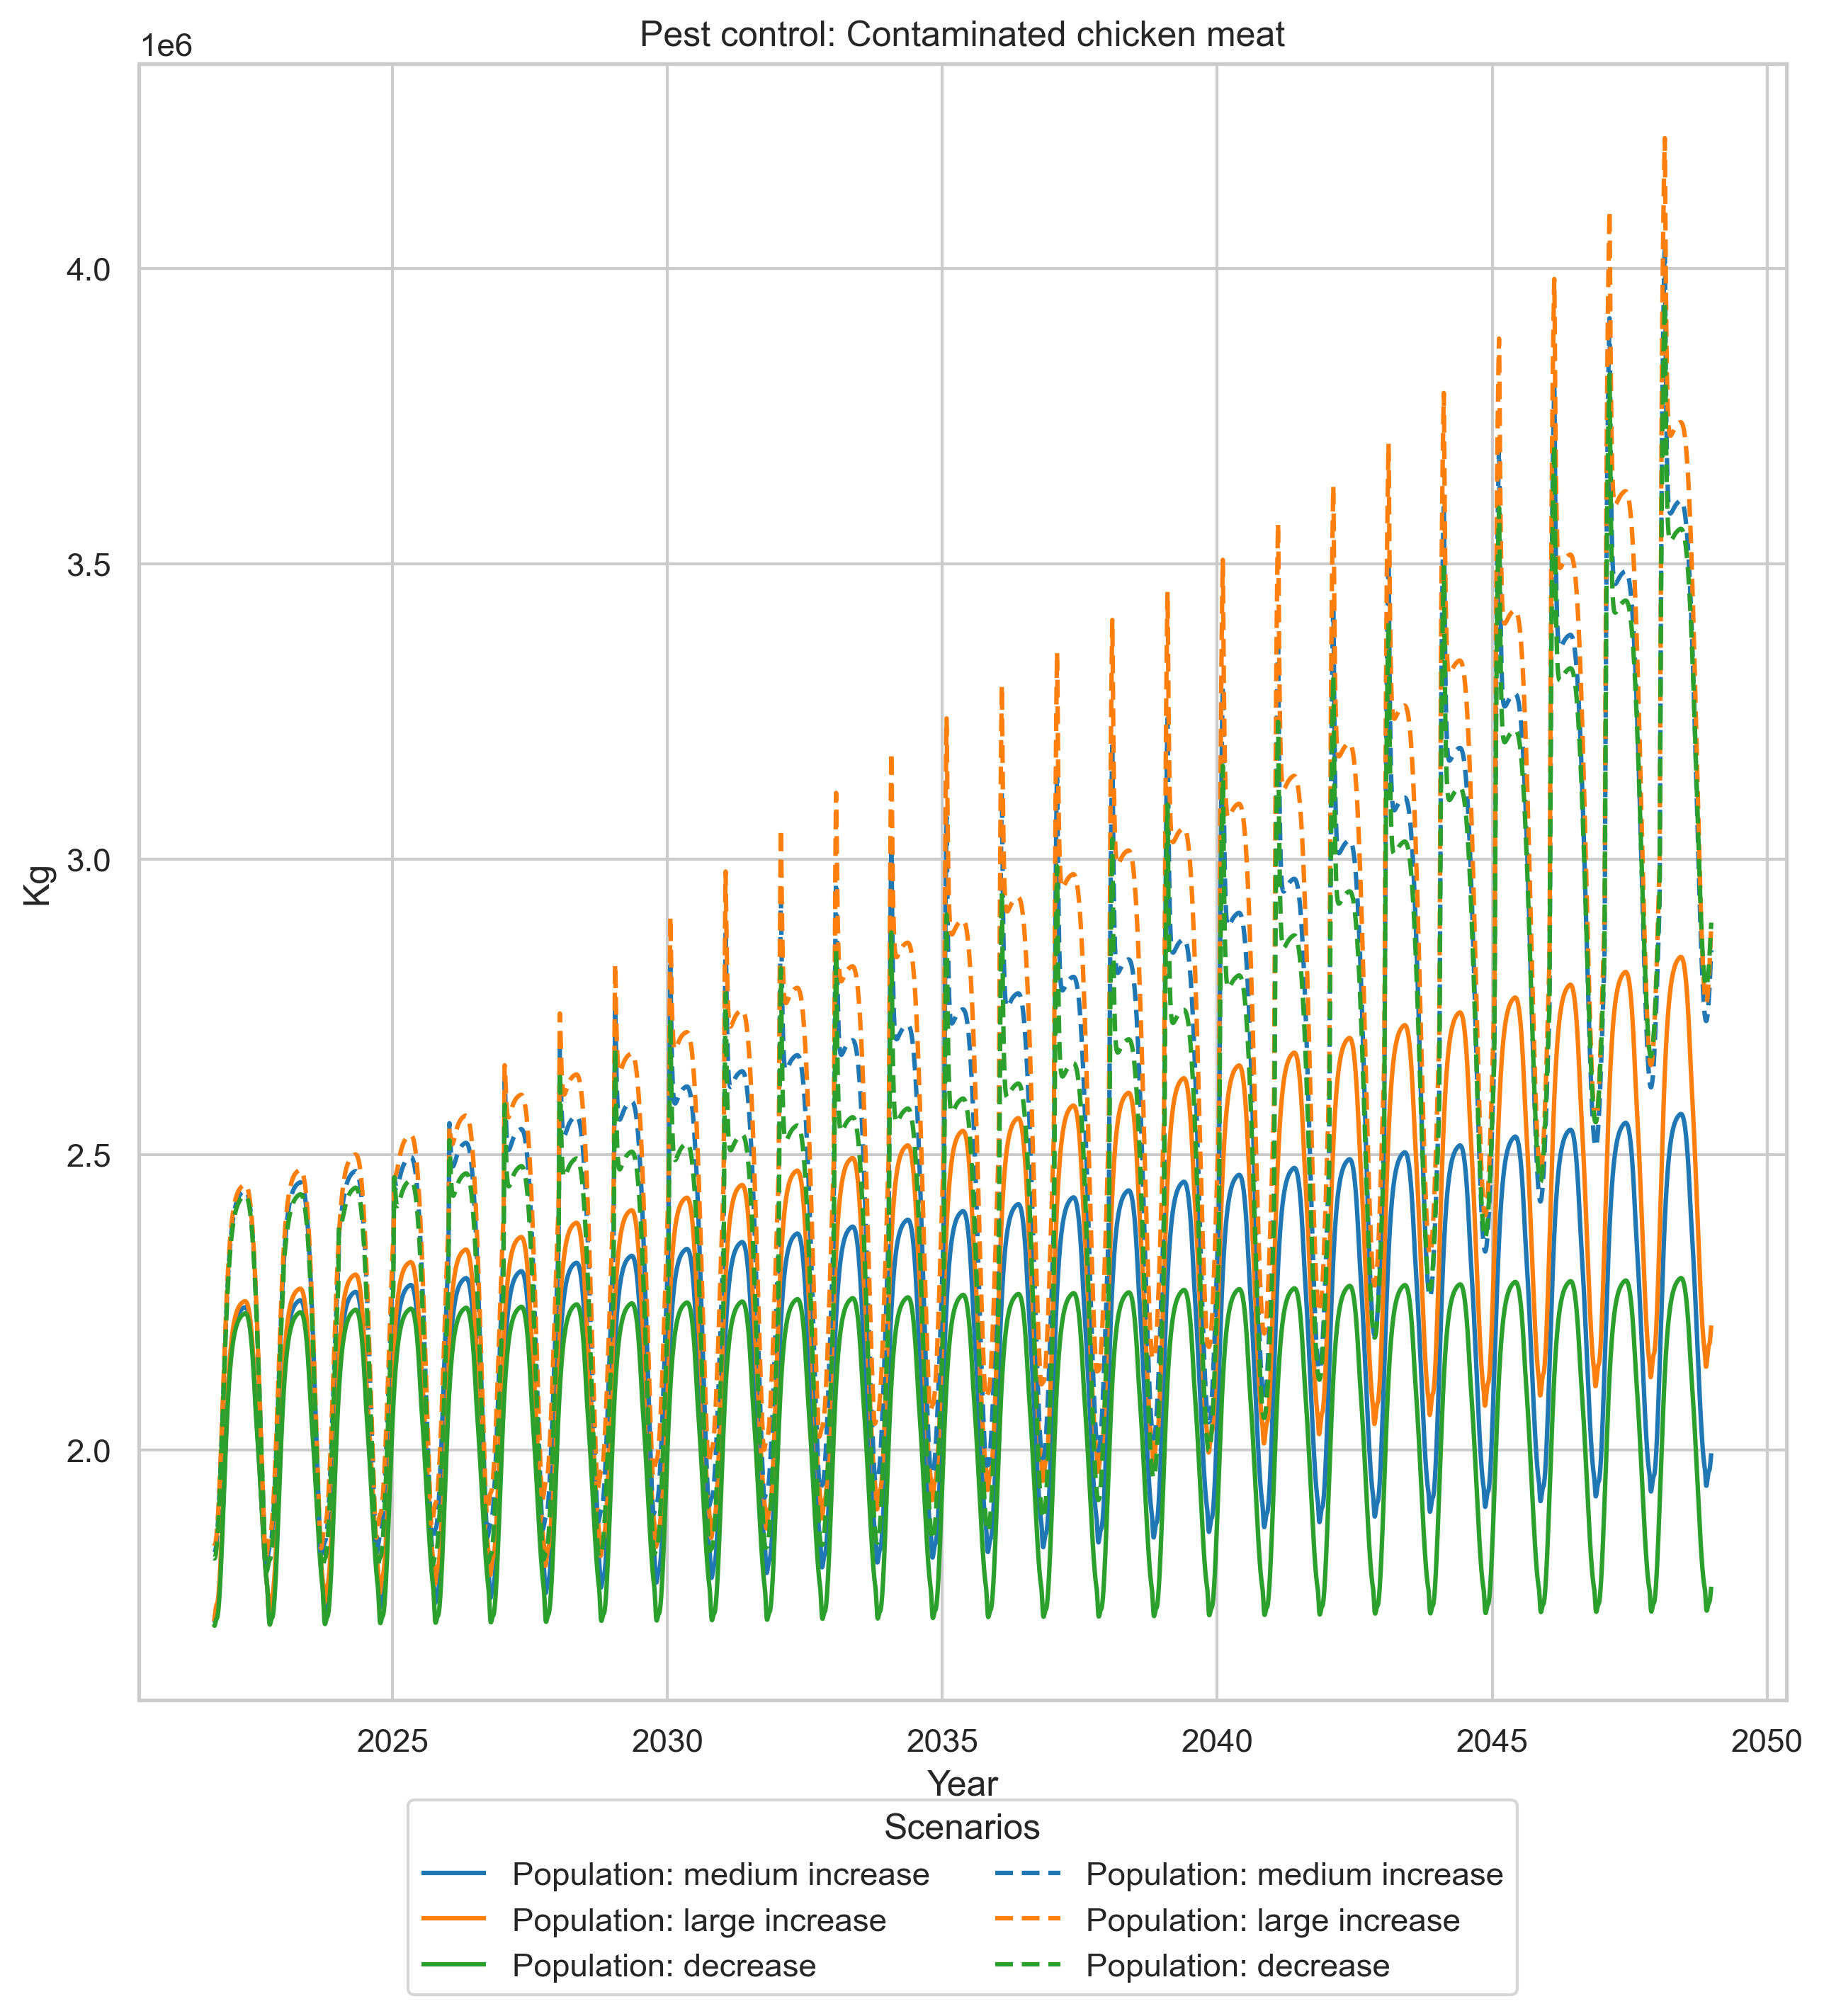 Pest control: Contaminated chicken meat
1e6
4.0
3.5
3.0
2.5
2.0
Kg
2025 2030 2035 2040 2045 2050
Year
Scenarios
Population: medium increase Population: medium increase
Population: large increase Population: large increase
Population: decrease Population: decrease